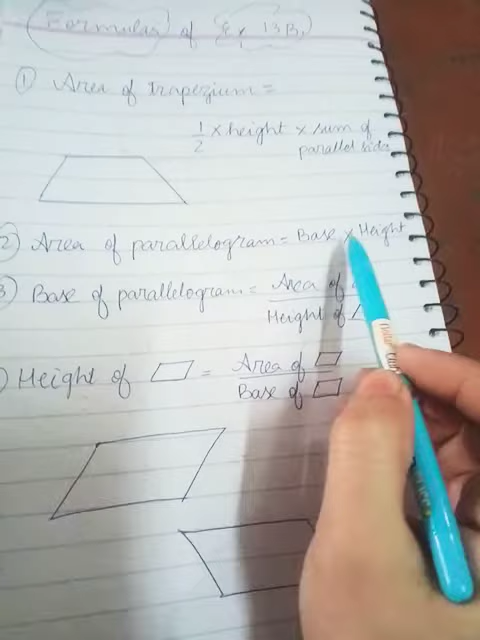 Formulas of Ex 13B.
① Area of trapezium =
1/2 × height × sum of
parallel side
② Area of parallelogram = Base × Height
③ Base of parallelogram = Area of
Height of
Height of ▱ = Area of ▱
Base of ▱